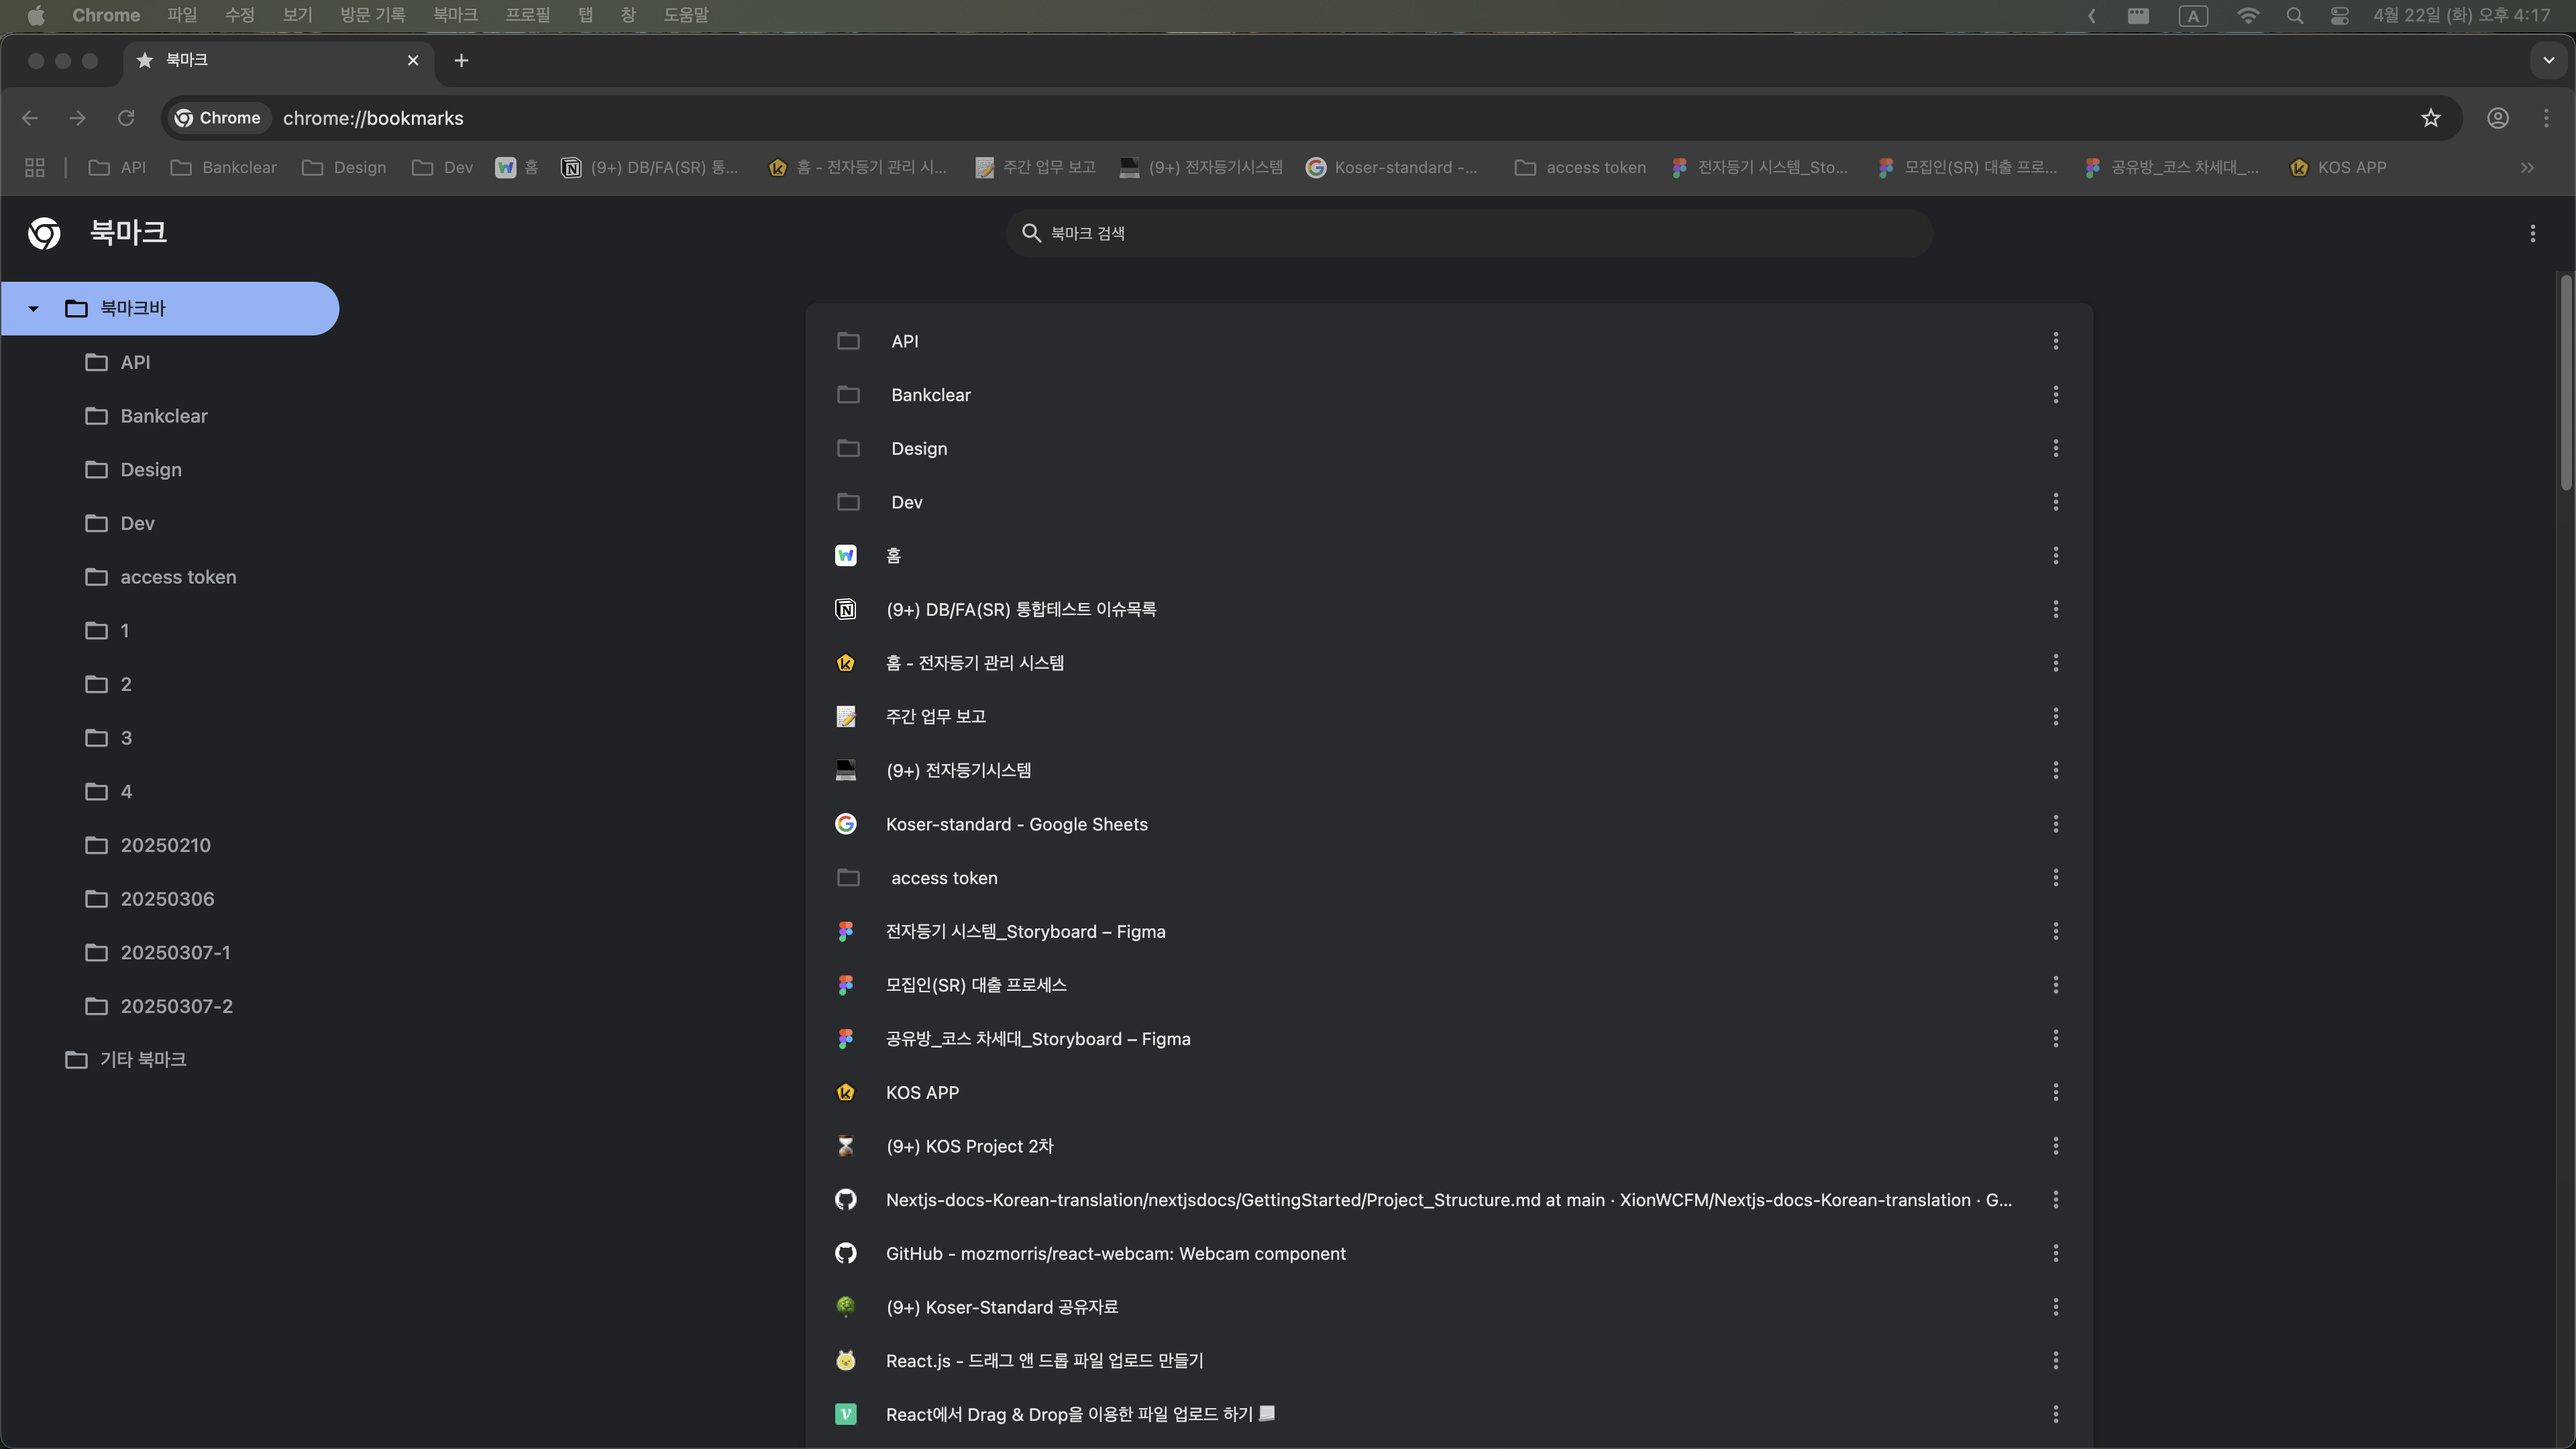 Chrome 파일 수정 보기 방문 기록 북마크 프로필 탭 창 도움말 A 4월 22일 (화) 오후 4:17
북마크
Chrome chrome://bookmarks
API Bankclear Design Dev 홈 (9+) DB/FA(SR) 통... 홈 - 전자등기 관리 시... 주간 업무 보고 (9+) 전자등기시스템 Koser-standard -... access token 전자등기 시스템_Sto... 모집인(SR) 대출 프로... 공유방_코스 차세대_... KOS APP
북마크
북마크 검색
북마크바
API
Bankclear
Design
Dev
access token
1
2
3
4
20250210
20250306
20250307-1
20250307-2
기타 북마크
API
Bankclear
Design
Dev
홈
(9+) DB/FA(SR) 통합테스트 이슈목록
홈 - 전자등기 관리 시스템
주간 업무 보고
(9+) 전자등기시스템
Koser-standard - Google Sheets
access token
전자등기 시스템_Storyboard – Figma
모집인(SR) 대출 프로세스
공유방_코스 차세대_Storyboard – Figma
KOS APP
(9+) KOS Project 2차
Nextjs-docs-Korean-translation/nextjsdocs/GettingStarted/Project_Structure.md at main · XionWCFM/Nextjs-docs-Korean-translation · G...
GitHub - mozmorris/react-webcam: Webcam component
(9+) Koser-Standard 공유자료
React.js - 드래그 앤 드롭 파일 업로드 만들기
React에서 Drag & Drop을 이용한 파일 업로드 하기